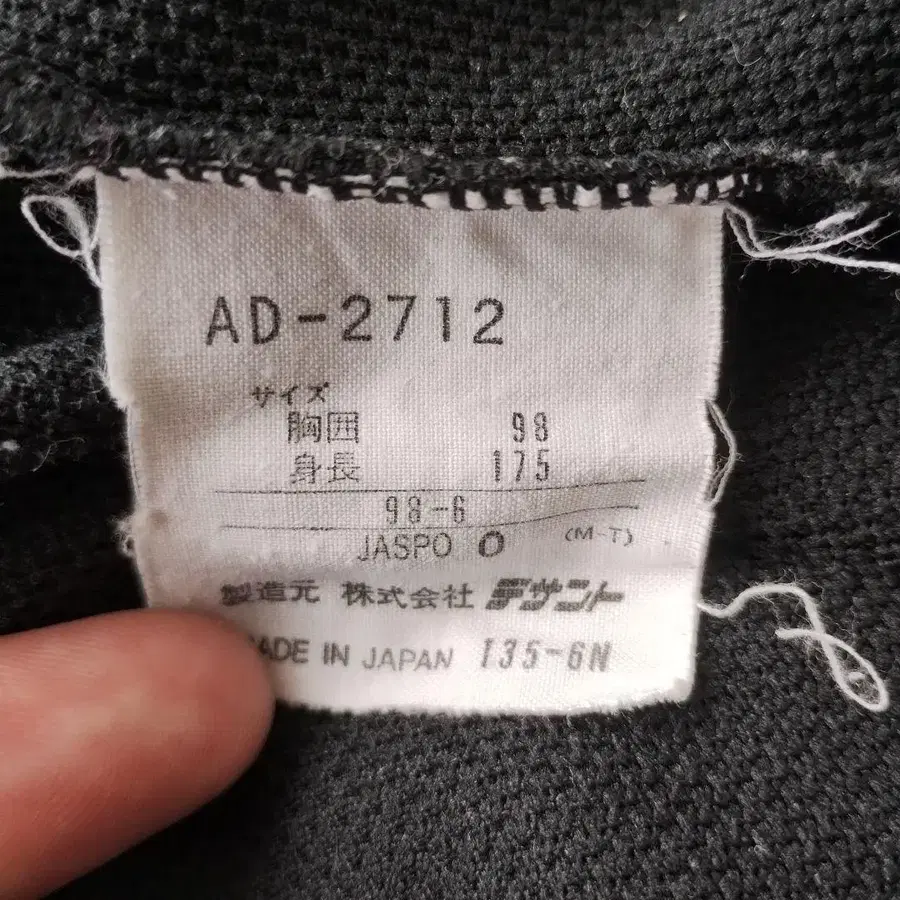 AD-2712
サイズ
胸囲 98
身長 175
98-6
JASPO O (M-T)
製造元 株式会社 デサント
MADE IN JAPAN 135-6N